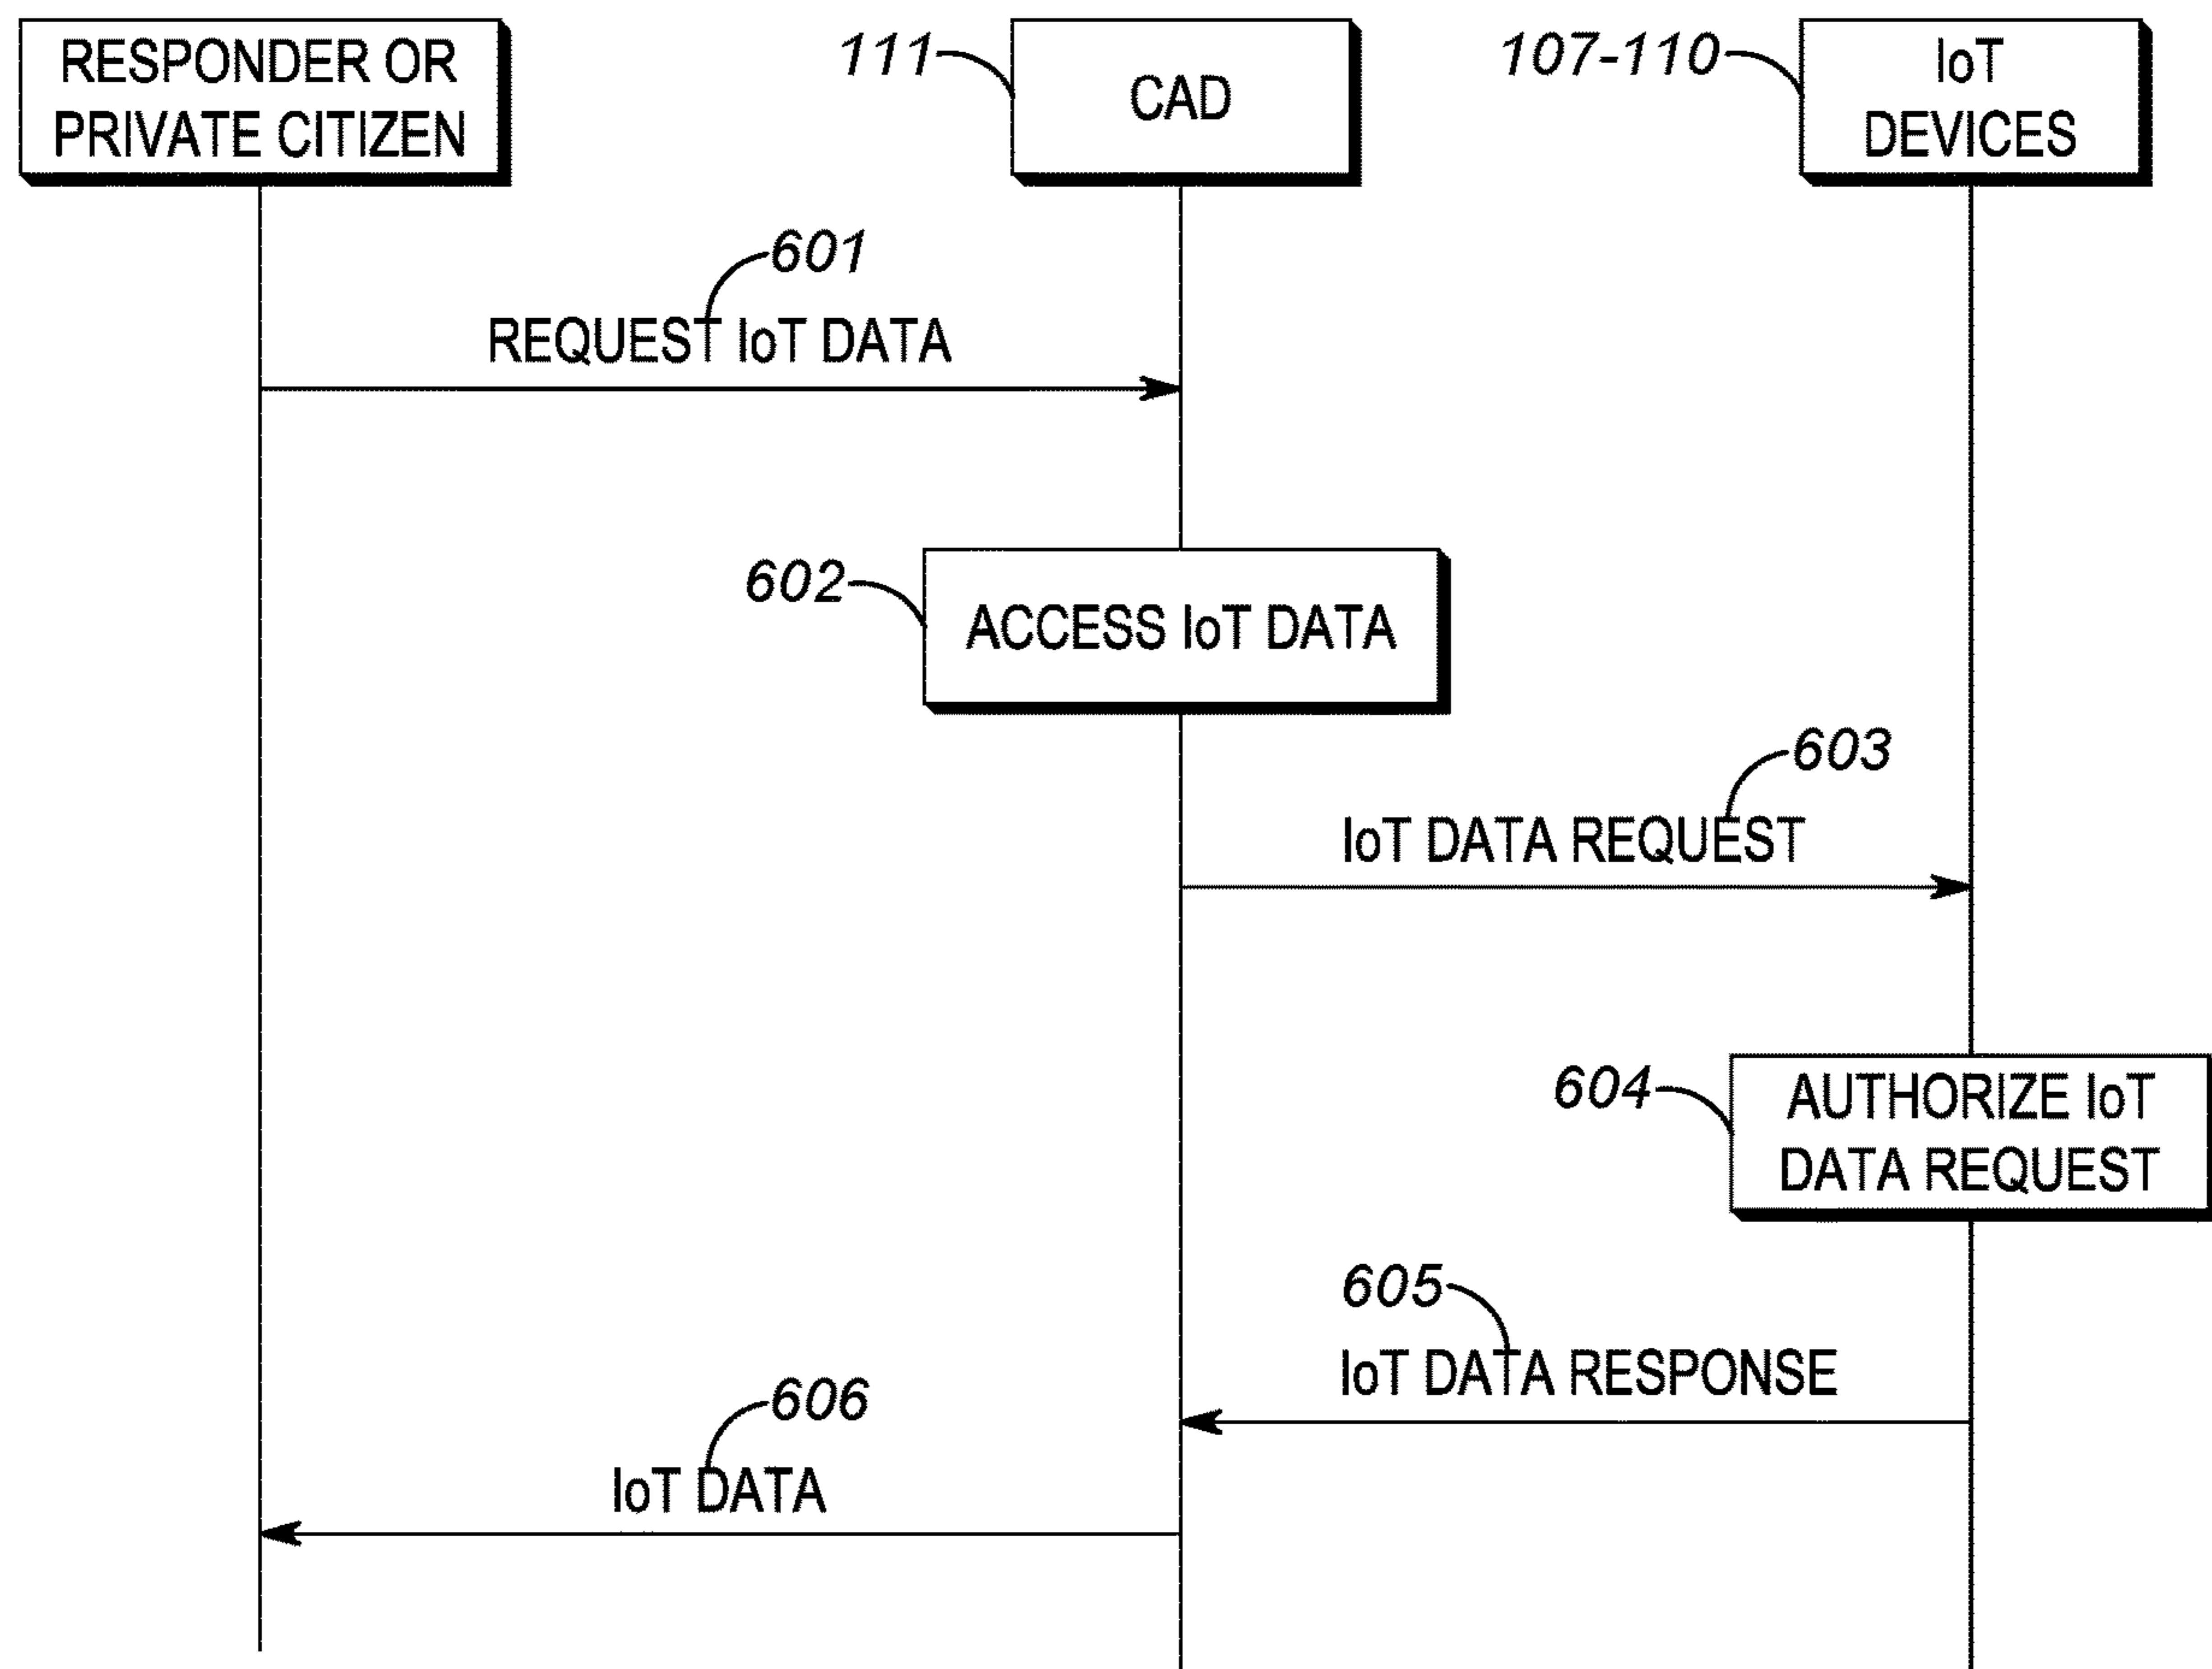 RESPONDER OR
PRIVATE CITIZEN
111
CAD
107-110
IoT
DEVICES
601
REQUEST IoT DATA
602
ACCESS IoT DATA
603
IoT DATA REQUEST
604
AUTHORIZE IoT
DATA REQUEST
605
IoT DATA RESPONSE
606
IoT DATA